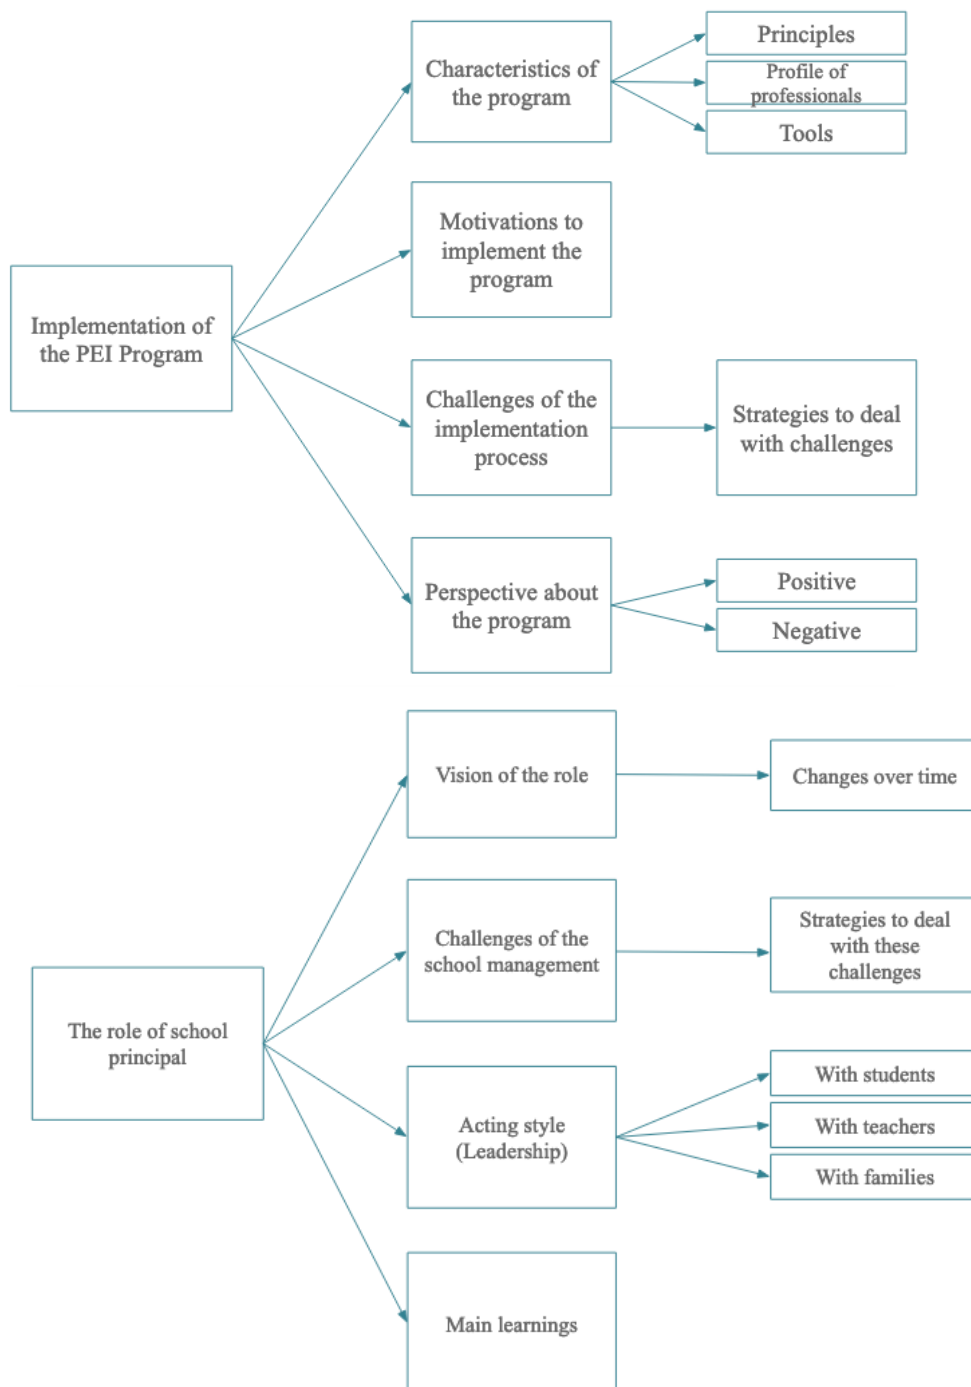 Characteristics of
the program
Principles
Profile of
professionals
Tools
Motivations to
implement the
program
Implementation of
the PEI Program
Challenges of the
implementation
process
Strategies to deal
with challenges
Perspective about
the program
Positive
Negative
Vision of the role
Changes over time
Challenges of the
school management
Strategies to deal
with these
challenges
The role of school
principal
Acting style
(Leadership)
With students
With teachers
With families
Main learnings